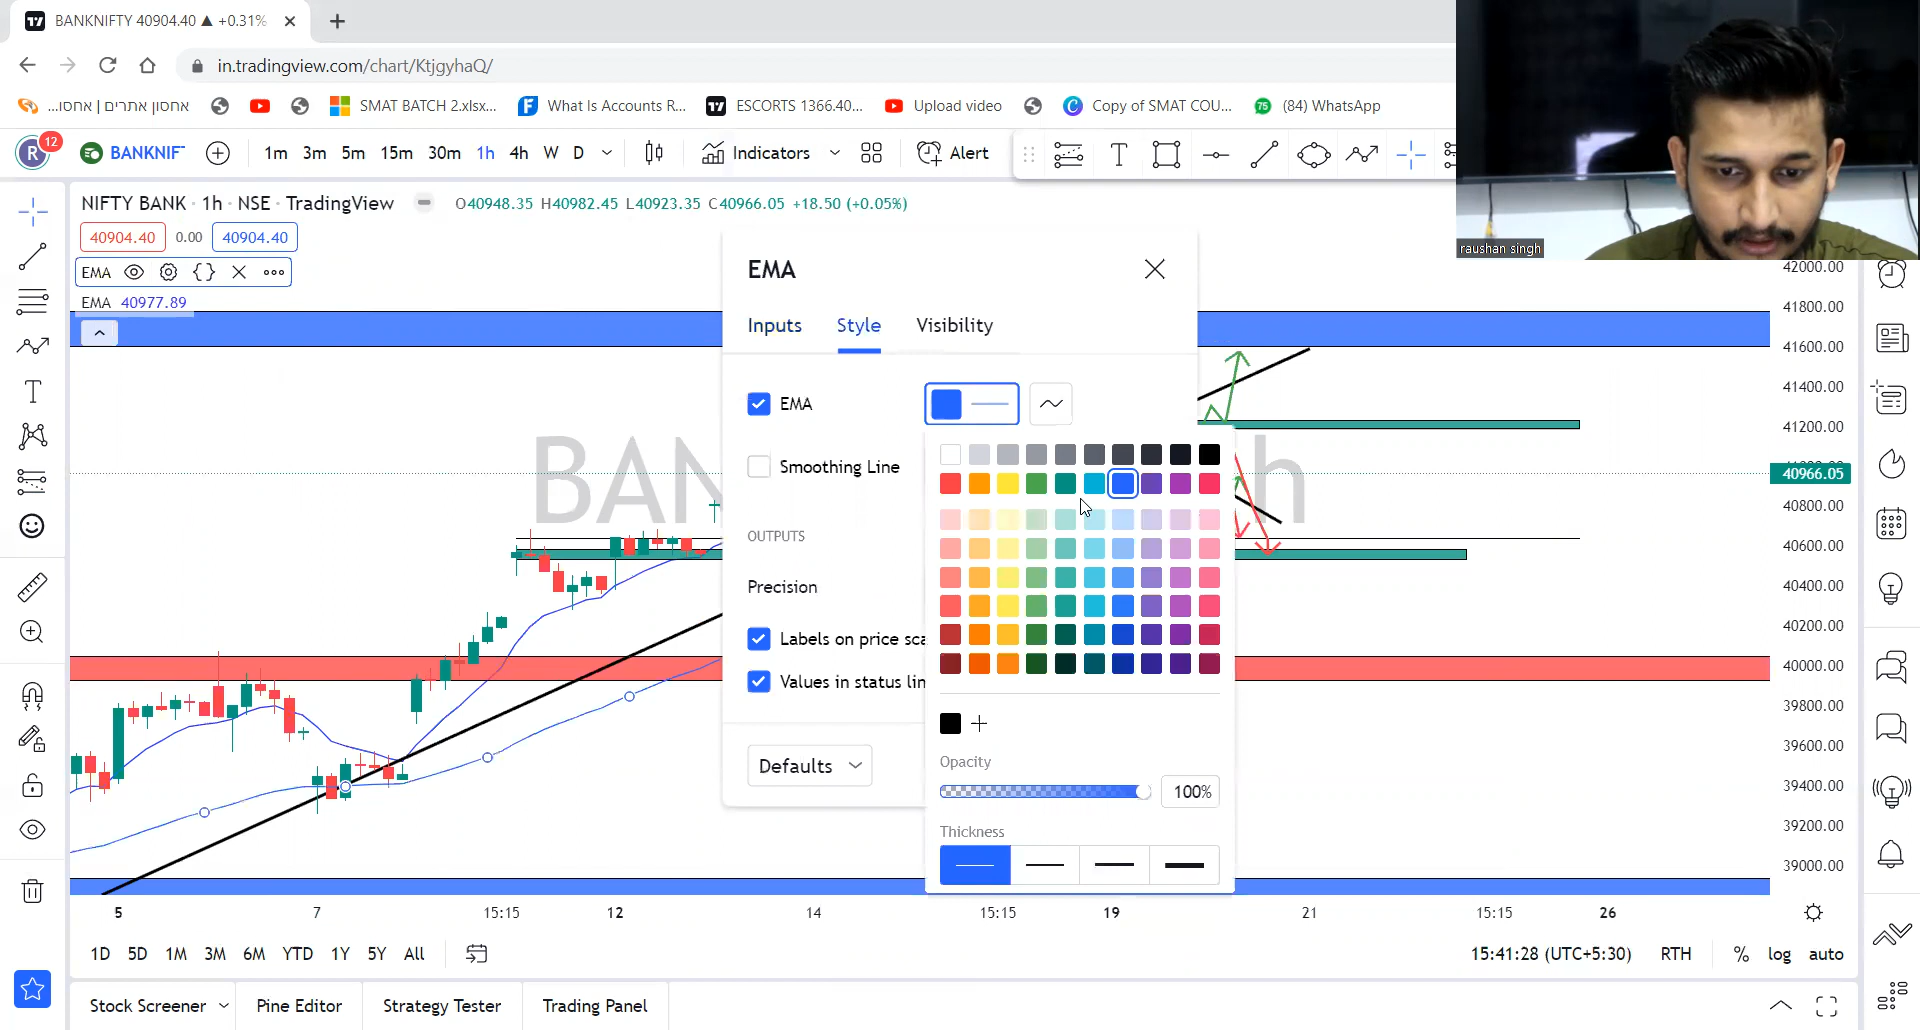 BANKNIFTY 40904.40 ▲ +0.31%
in.tradingview.com/chart/KtjgyhaQ/
אחסון אתרים | אחסו...
SMAT BATCH 2.xlsx...
What Is Accounts R...
ESCORTS 1366.40...
Upload video
Copy of SMAT COU...
75
(84) WhatsApp
R
12
BANKNIF
1m 3m 5m 15m 30m 1h 4h W D
Indicators
Alert
raushan singh
NIFTY BANK · 1h · NSE · TradingView
O40948.35 H40982.45 L40923.35 C40966.05 +18.50 (+0.05%)
40904.40 0.00 40904.40
EMA
EMA 40977.89
BAN
h
EMA
Inputs Style Visibility
EMA
Smoothing Line
OUTPUTS
Precision
Labels on price sca
Values in status lin
Defaults
Opacity
100%
Thickness
42000.00
41800.00
41600.00
41400.00
41200.00
40966.05
40800.00
40600.00
40400.00
40200.00
40000.00
39800.00
39600.00
39400.00
39200.00
39000.00
5 7 15:15 12 14 15:15 19 21 15:15 26
1D 5D 1M 3M 6M YTD 1Y 5Y All
15:41:28 (UTC+5:30) RTH % log auto
Stock Screener Pine Editor Strategy Tester Trading Panel